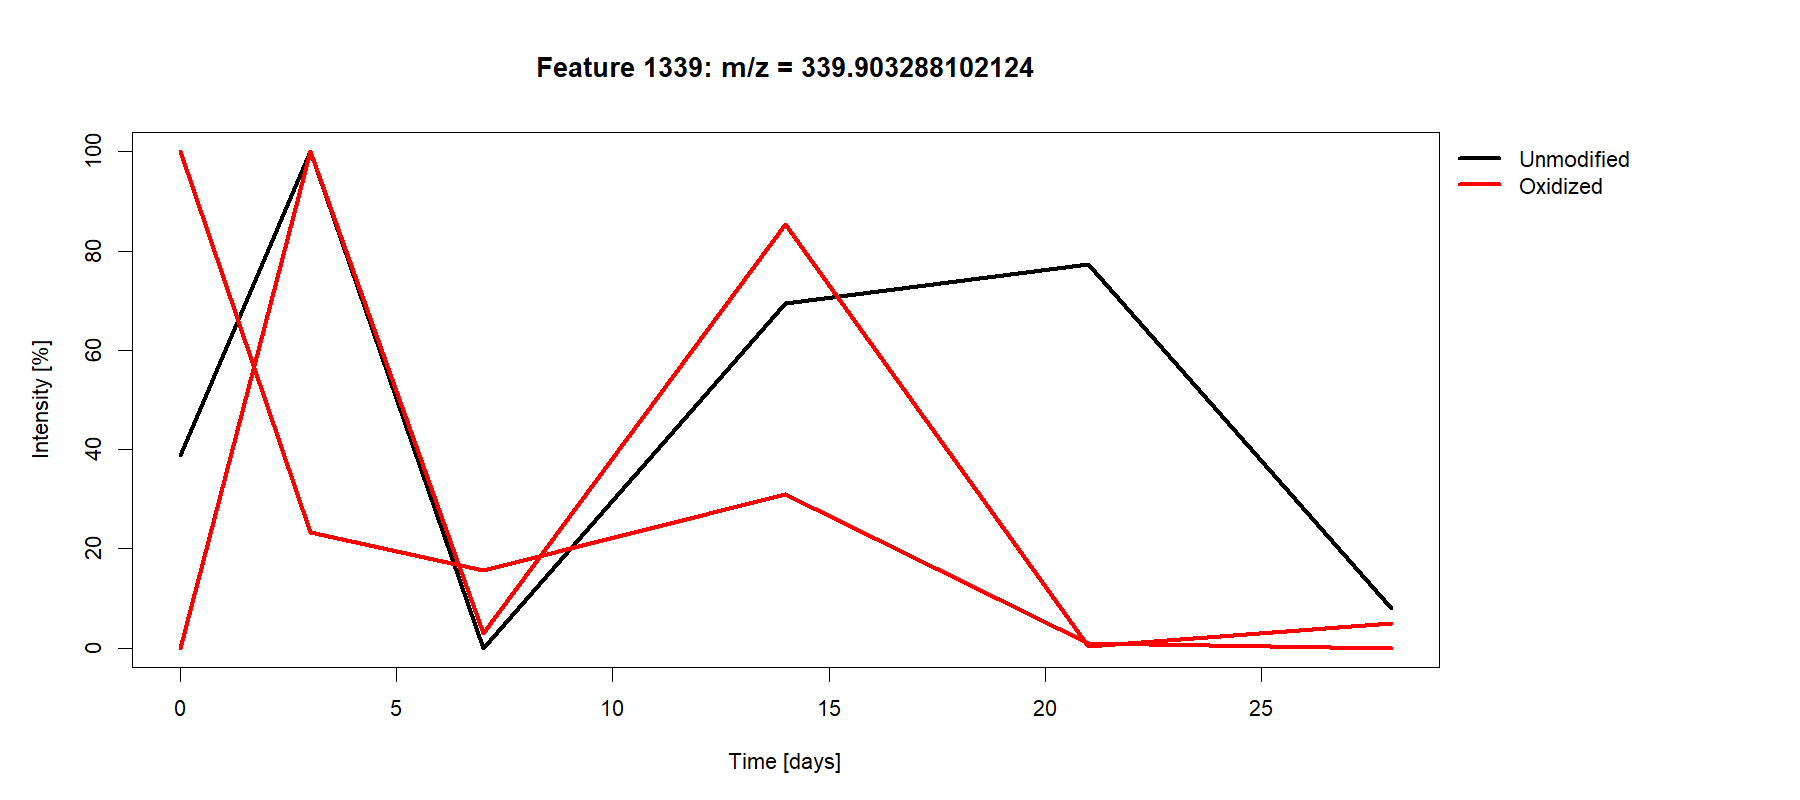 Feature 1339: m/z = 339.903288102124
Unmodified
Oxidized
Intensity [%]
100
80
60
40
20
0
0 5 10 15 20 25
Time [days]